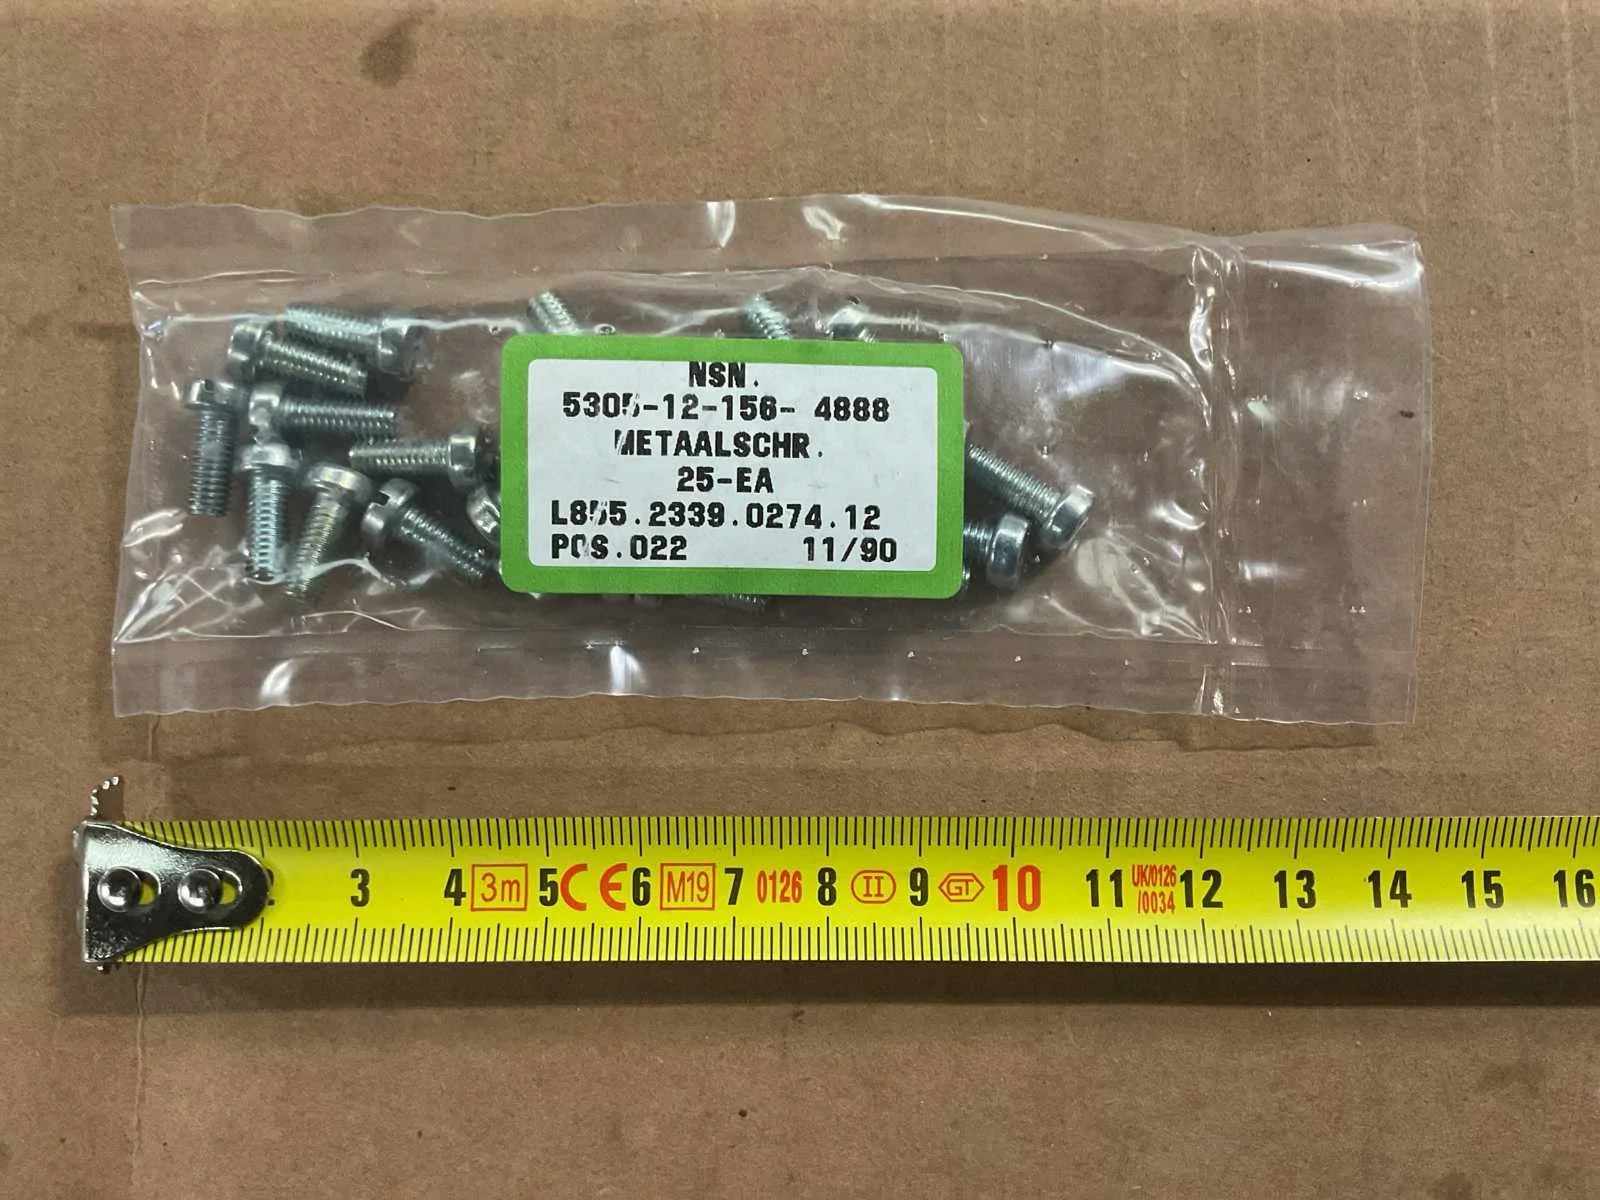 NSN.
5305-12-156- 4888
METAALSCHR.
25-EA
L855.2339.0274.12
POS.022 11/90
2 3 4 3m 5 CE 6 M19 7 0126 8 II 9 GT 10 11 UK/0126 /0034 12 13 14 15 16